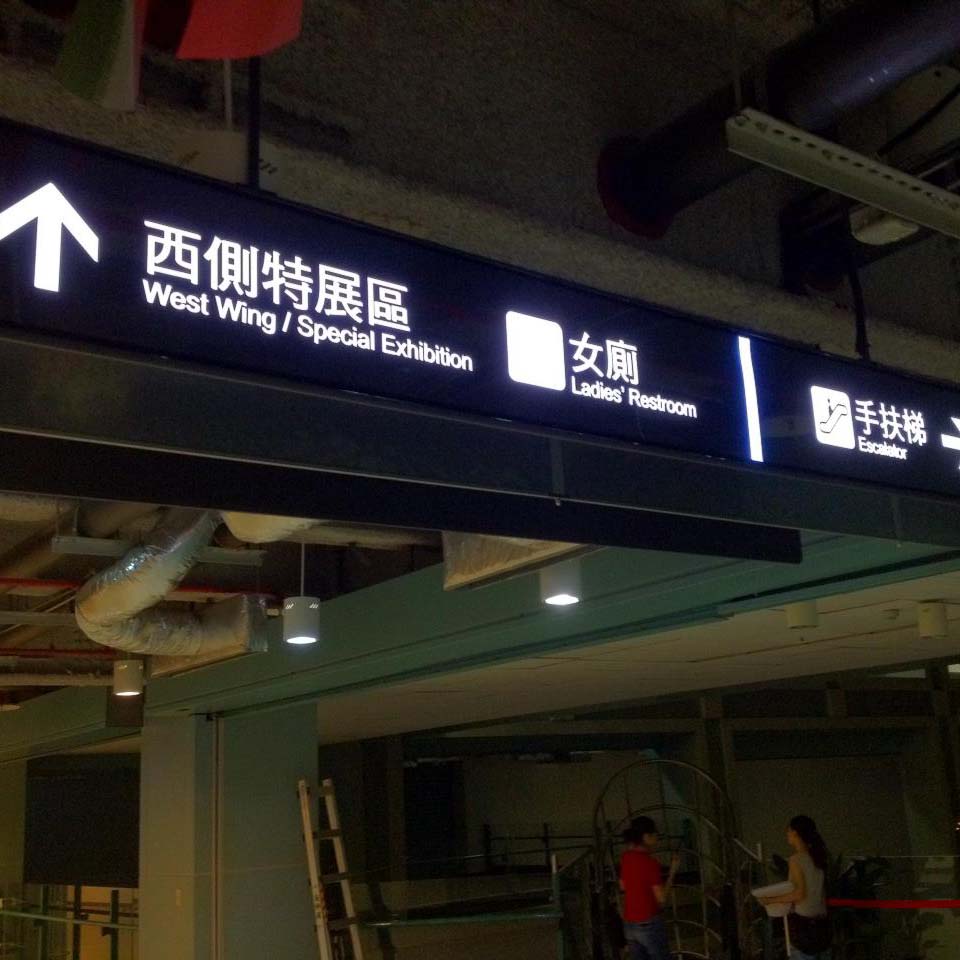 西側特展區
West Wing / Special Exhibition
女廁
Ladies' Restroom
手扶梯
Escalator